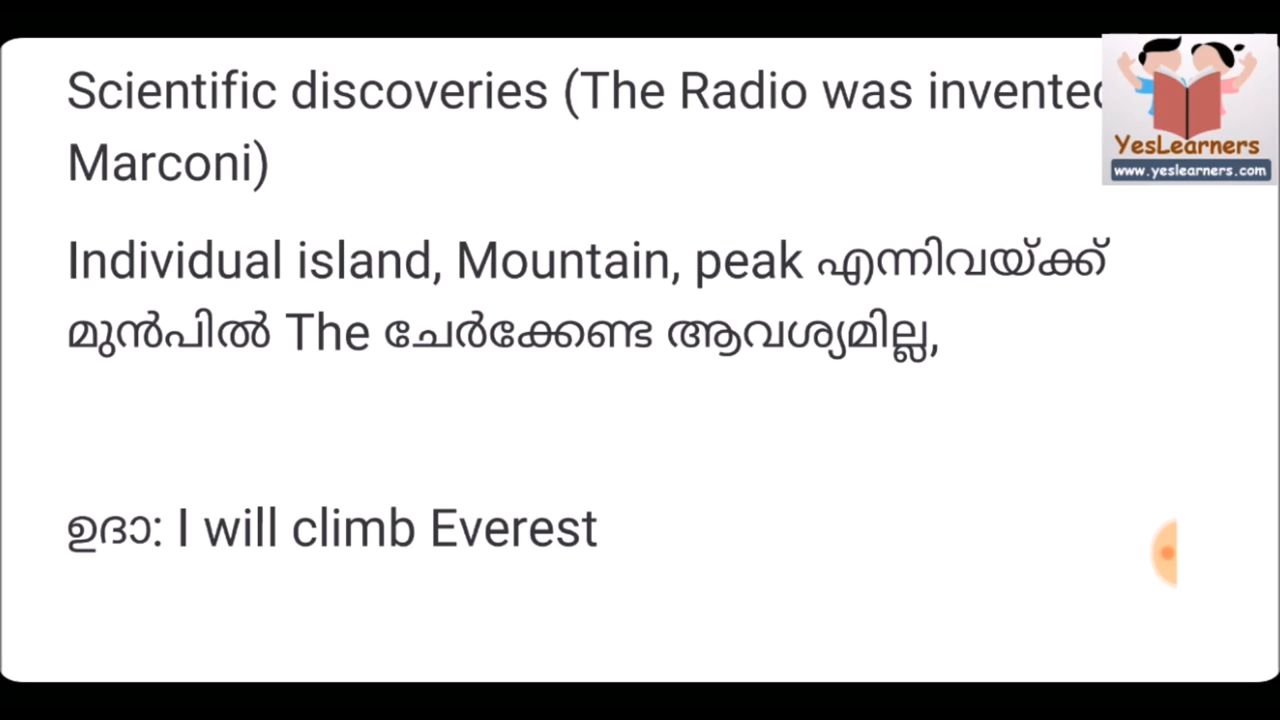 Scientific discoveries (The Radio was invented
Marconi)
Individual island, Mountain, peak എന്നിവയ്ക്ക്
മുൻപിൽ The ചേർക്കേണ്ട ആവശ്യമില്ല,
ഉദാ: I will climb Everest
YesLearners
www.yeslearners.com